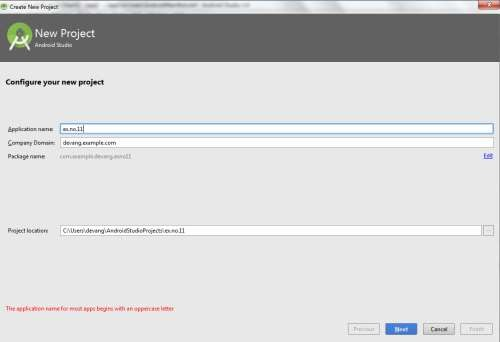 Create New Project
New Project
Android Studio
Configure your new project
Application name:
ex.no.11
Company Domain:
devang.example.com
Package name:
com.example.devang.exno11
Edit
Project location:
C:\Users\devang\AndroidStudioProjects\ex.no.11
...
The application name for most apps begins with an uppercase letter
Previous
Next
Cancel
Finish